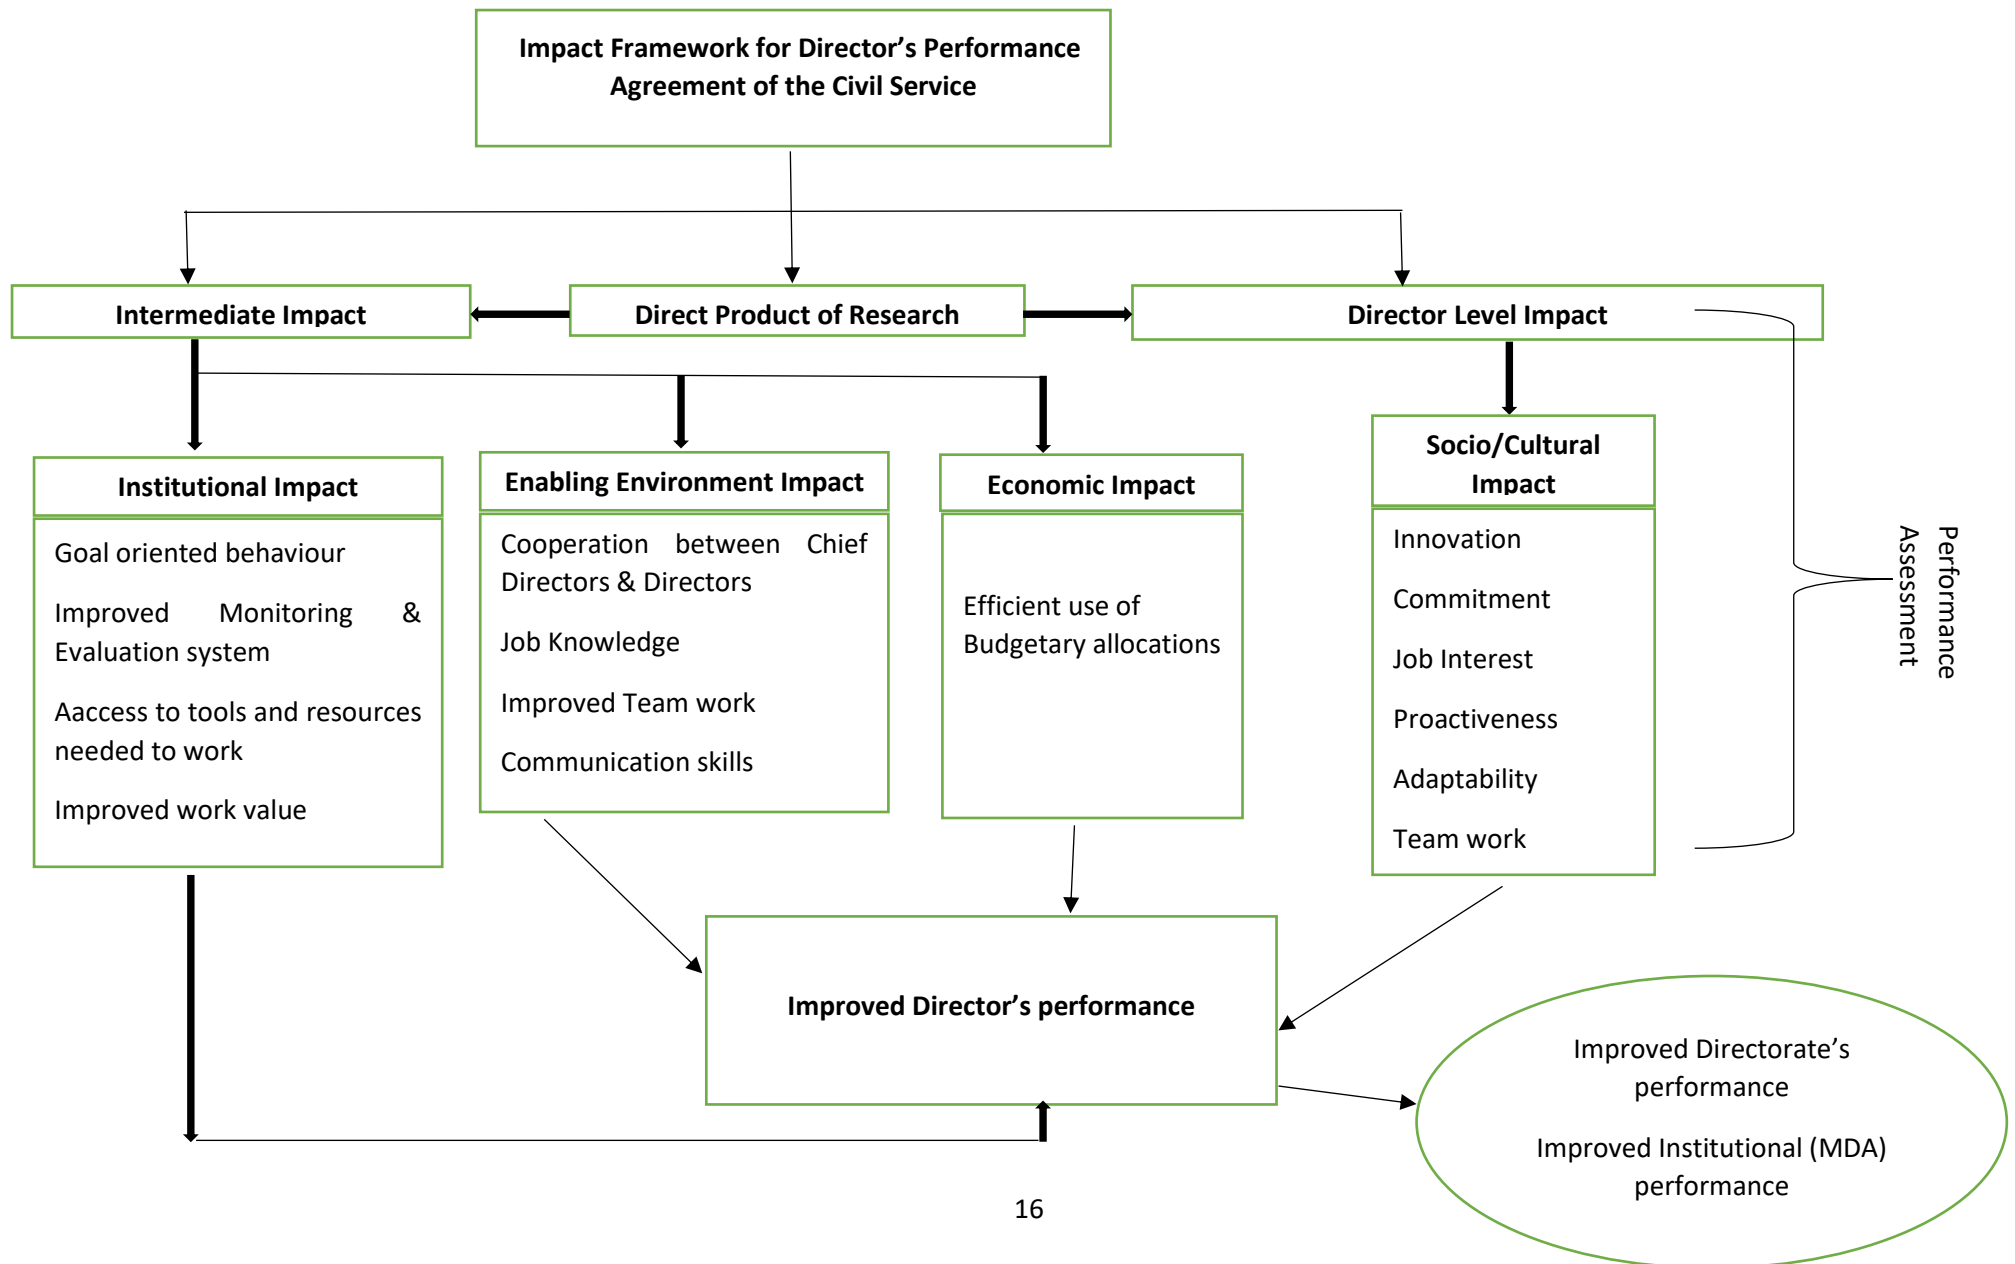 Impact Framework for Director’s Performance
Agreement of the Civil Service
Intermediate Impact
Direct Product of Research
Director Level Impact
Institutional Impact
Goal oriented behaviour
Improved Monitoring &
Evaluation system
Aaccess to tools and resources
needed to work
Improved work value
Enabling Environment Impact
Cooperation between Chief
Directors & Directors
Job Knowledge
Improved Team work
Communication skills
Economic Impact
Efficient use of
Budgetary allocations
Socio/Cultural
Impact
Innovation
Commitment
Job Interest
Proactiveness
Adaptability
Team work
Performance
Assessment
Improved Director’s performance
Improved Directorate’s
performance
Improved Institutional (MDA)
performance
16